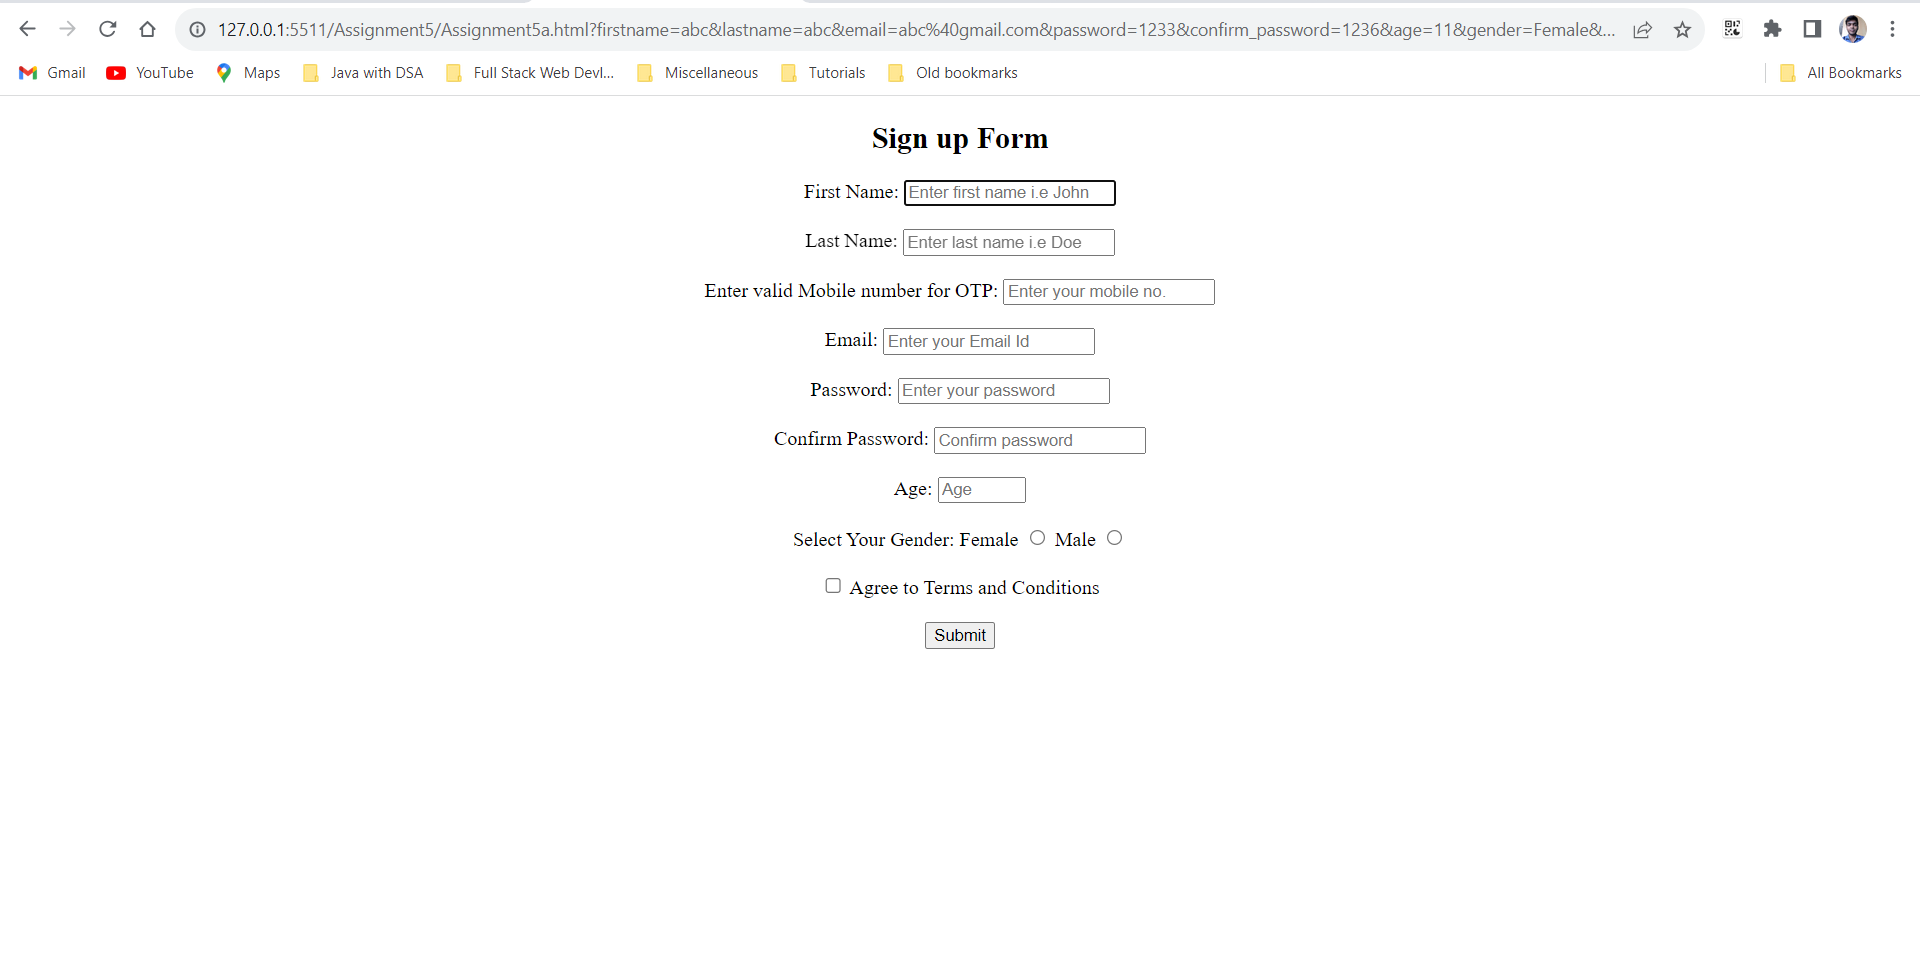 127.0.0.1:5511/Assignment5/Assignment5a.html?firstname=abc&lastname=abc&email=abc%40gmail.com&password=1233&confirm_password=1236&age=11&gender=Female&...
Gmail YouTube Maps Java with DSA Full Stack Web Devl... Miscellaneous Tutorials Old bookmarks All Bookmarks
Sign up Form
First Name: Enter first name i.e John
Last Name: Enter last name i.e Doe
Enter valid Mobile number for OTP: Enter your mobile no.
Email: Enter your Email Id
Password: Enter your password
Confirm Password: Confirm password
Age: Age
Select Your Gender: Female Male
Agree to Terms and Conditions
Submit